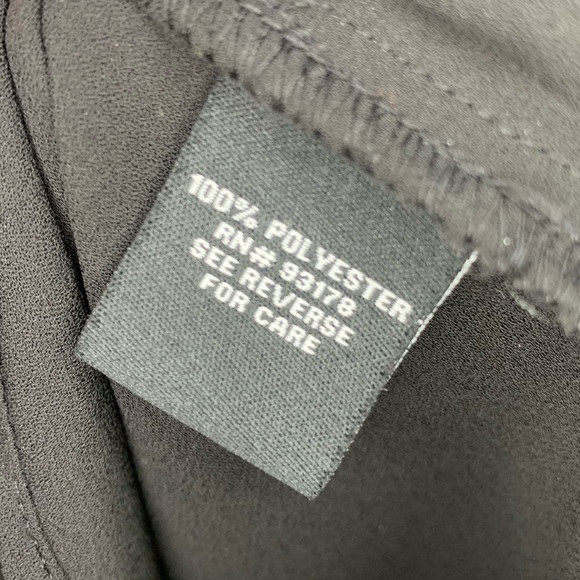 100% POLYESTER
RN# 93178
SEE REVERSE
FOR CARE